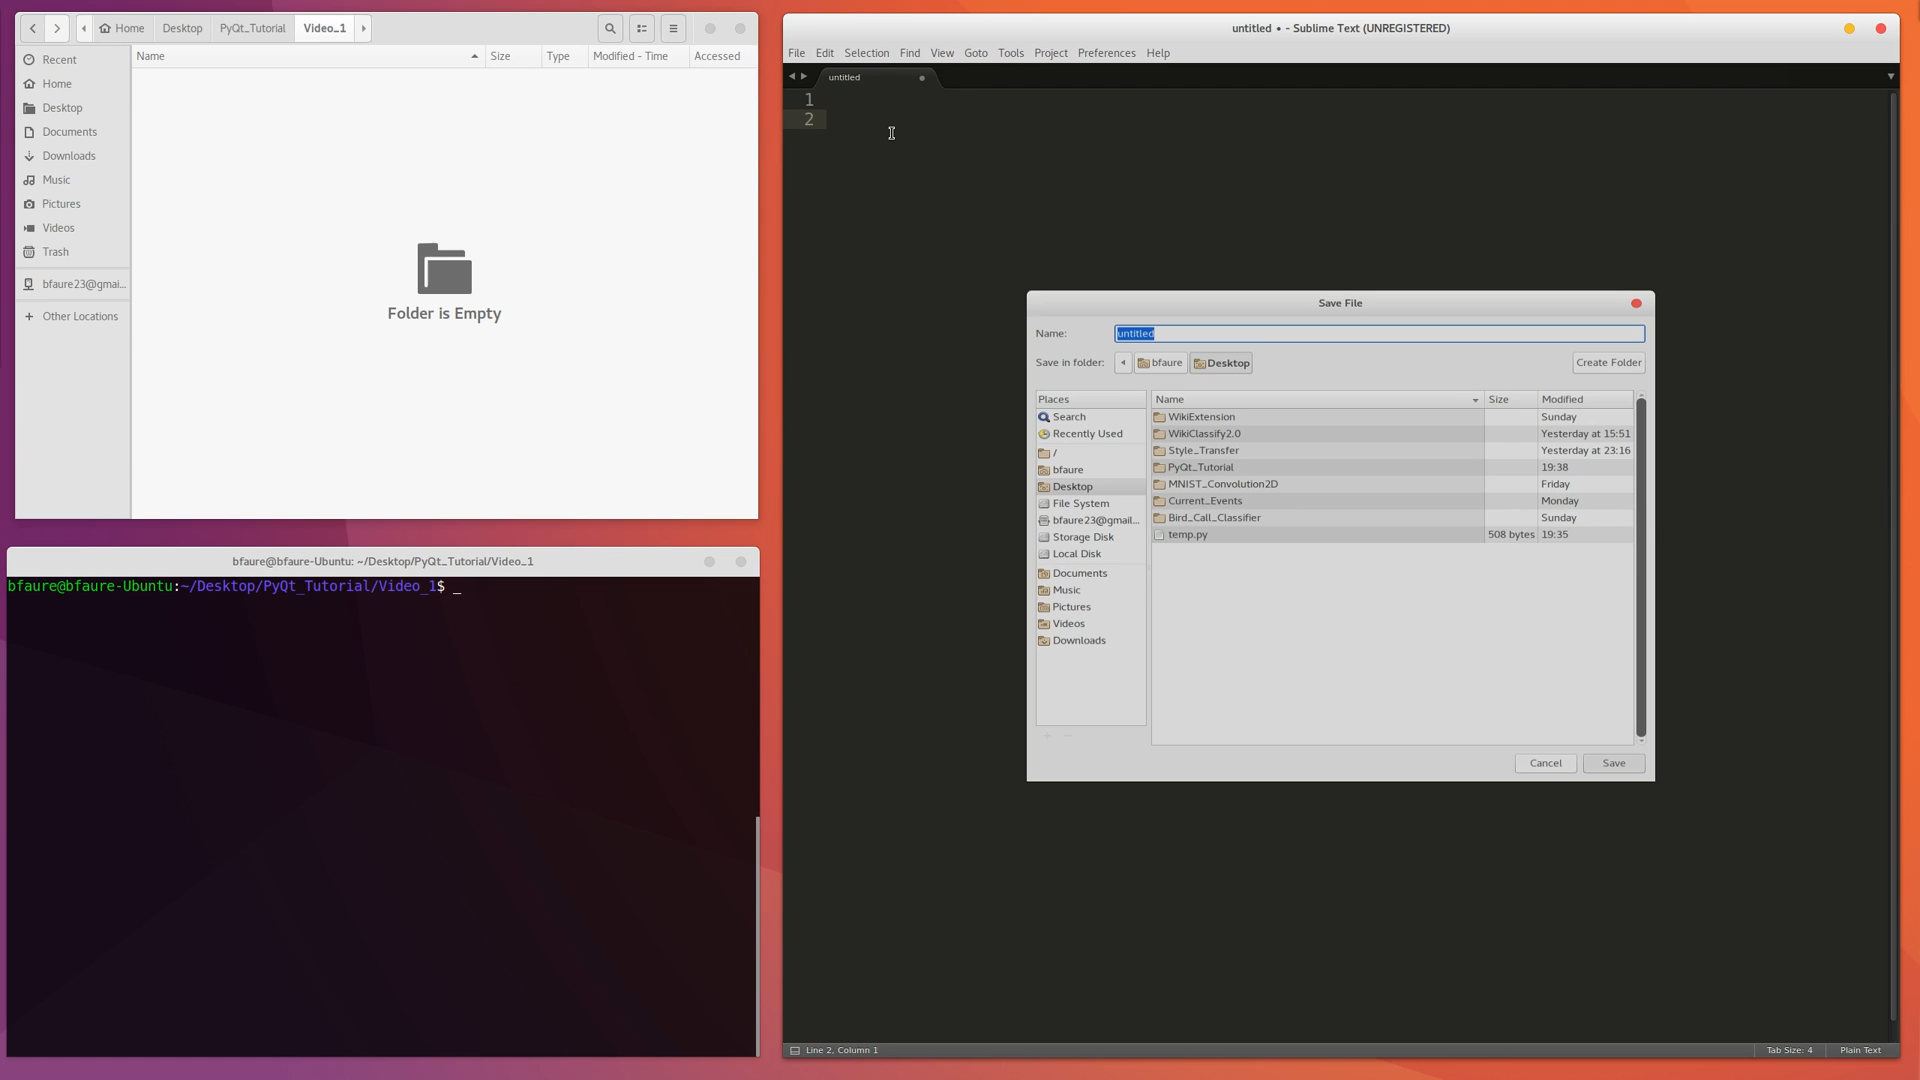 Home Desktop PyQt_Tutorial Video_1
Name Size Type Modified - Time Accessed
Recent
Home
Desktop
Documents
Downloads
Music
Pictures
Videos
Trash
bfaure23@gmai...
+ Other Locations
Folder is Empty
bfaure@bfaure-Ubuntu: ~/Desktop/PyQt_Tutorial/Video_1
bfaure@bfaure-Ubuntu:~/Desktop/PyQt_Tutorial/Video_1$ _
untitled • - Sublime Text (UNREGISTERED)
File Edit Selection Find View Goto Tools Project Preferences Help
untitled
1
2
Save File
Name: untitled
Save in folder: bfaure Desktop Create Folder
Places
Search
Recently Used
/
bfaure
Desktop
File System
bfaure23@gmail...
Storage Disk
Local Disk
Documents
Music
Pictures
Videos
Downloads
Name Size Modified
WikiExtension Sunday
WikiClassify2.0 Yesterday at 15:51
Style_Transfer Yesterday at 23:16
PyQt_Tutorial 19:38
MNIST_Convolution2D Friday
Current_Events Monday
Bird_Call_Classifier Sunday
temp.py 508 bytes 19:35
Cancel Save
Line 2, Column 1 Tab Size: 4 Plain Text